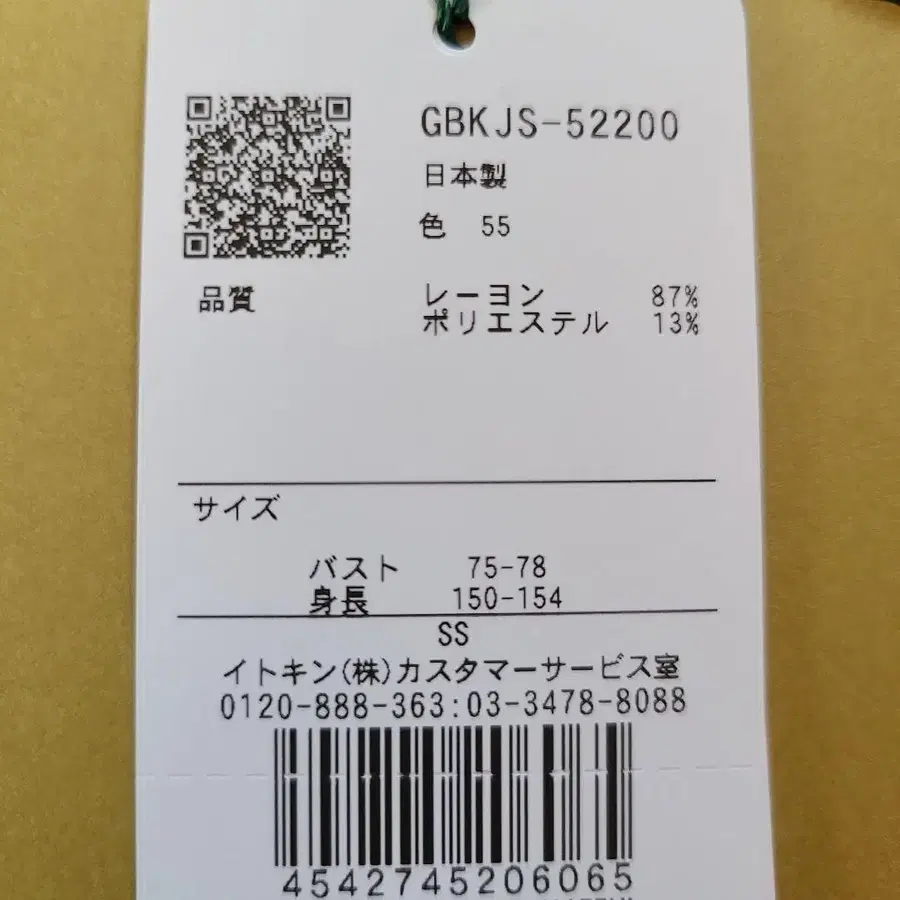 GBKJS-52200
日本製
色 55
品質 レーヨン 87%
ポリエステル 13%
サイズ
バスト 75-78
身長 150-154
SS
イトキン(株)カスタマーサービス室
0120-888-363:03-3478-8088
4542745206065